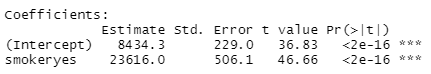 Coefficients:
Estimate Std. Error t value Pr(>|t|)
(Intercept) 8434.3 229.0 36.83 <2e-16 ***
smokeryes 23616.0 506.1 46.66 <2e-16 ***